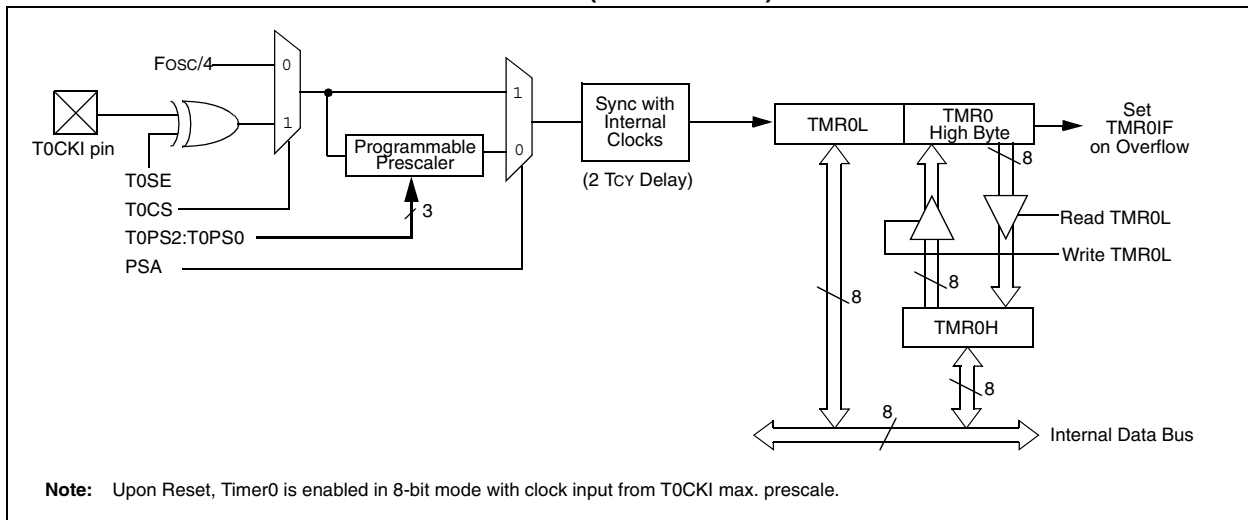 FOSC/4
0
1
T0CKI pin
T0SE
T0CS
T0PS2:T0PS0
PSA
Programmable
Prescaler
3
1
0
Sync with
Internal
Clocks
(2 TCY Delay)
TMR0L
TMR0
High Byte
Set
TMR0IF
on Overflow
8
Read TMR0L
Write TMR0L
8
8
TMR0H
8
8
Internal Data Bus
Note: Upon Reset, Timer0 is enabled in 8-bit mode with clock input from T0CKI max. prescale.